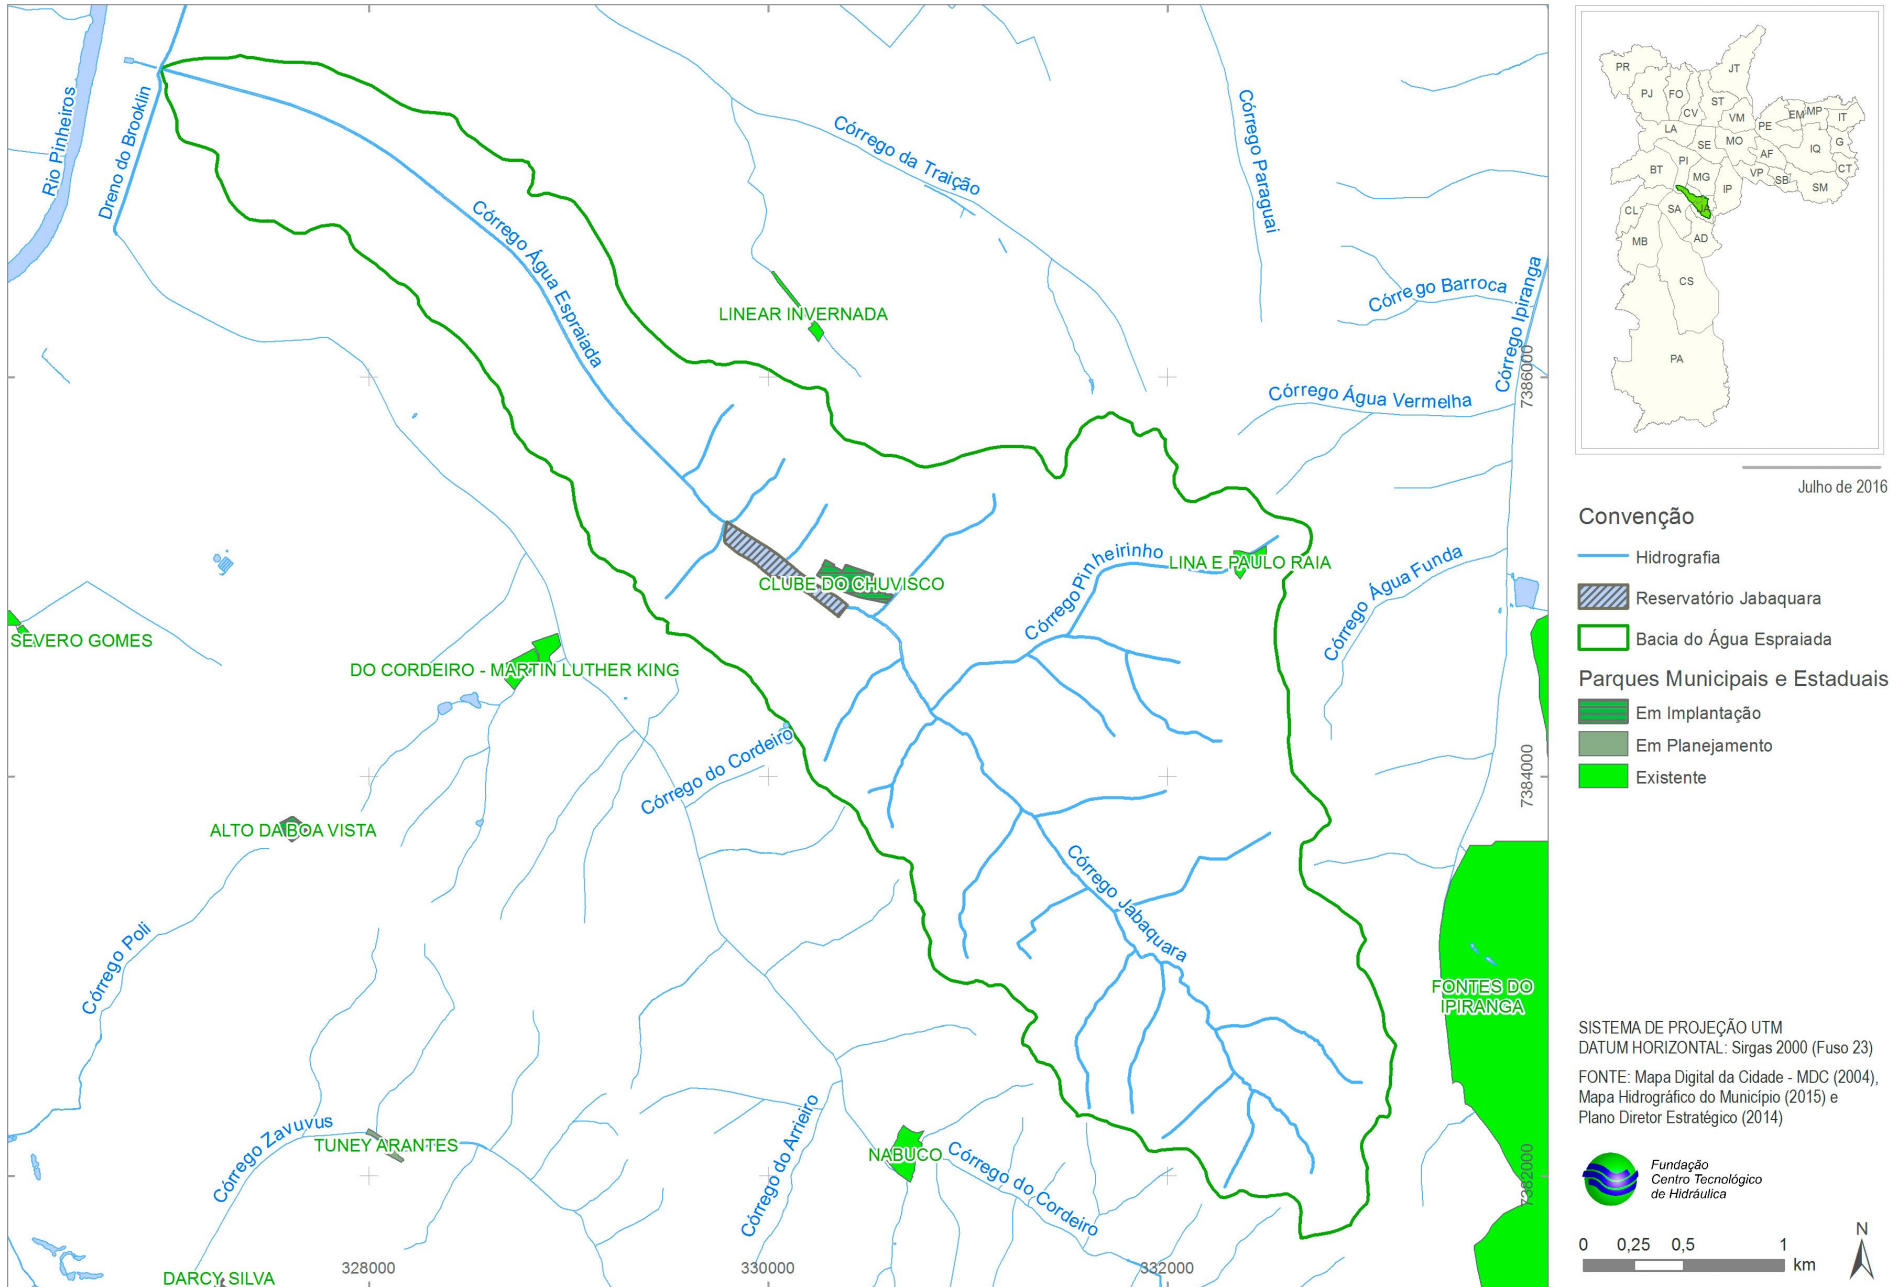 Rio Pinheiros
Dreno do Brooklin
Córrego Água Espraiada
Córrego da Traição
Córrego Paraguai
Córrego Barroca
Córrego Ipiranga
LINEAR INVERNADA
7386000
Córrego Água Vermelha
Córrego Pinheirinho
LINA E PAULO RAIA
Córrego Água Funda
CLUBE DO CHUVISCO
SEVERO GOMES
DO CORDEIRO - MARTIN LUTHER KING
Córrego do Cordeiro
7384000
ALTO DA BOA VISTA
Córrego Jabaquara
Córrego Poli
FONTES DO
IPIRANGA
Córrego Zavuvus
TUNEY ARANTES
Córrego do Arrieiro
NABUCO
Córrego do Cordeiro
7382000
DARCY SILVA
328000
330000
332000
PR
JT
PJ
FO
CV
ST
VM
PE
EM
MP
IT
LA
SE
MO
AF
IQ
G
BT
PI
MG
IP
VP
SB
CT
SM
CL
SA
JA
MB
AD
CS
PA
Julho de 2016
Convenção
Hidrografia
Reservatório Jabaquara
Bacia do Água Espraiada
Parques Municipais e Estaduais
Em Implantação
Em Planejamento
Existente
SISTEMA DE PROJEÇÃO UTM
DATUM HORIZONTAL: Sirgas 2000 (Fuso 23)
FONTE: Mapa Digital da Cidade - MDC (2004),
Mapa Hidrográfico do Município (2015) e
Plano Diretor Estratégico (2014)
Fundação
Centro Tecnológico
de Hidráulica
N
0 0,25 0,5 1
km